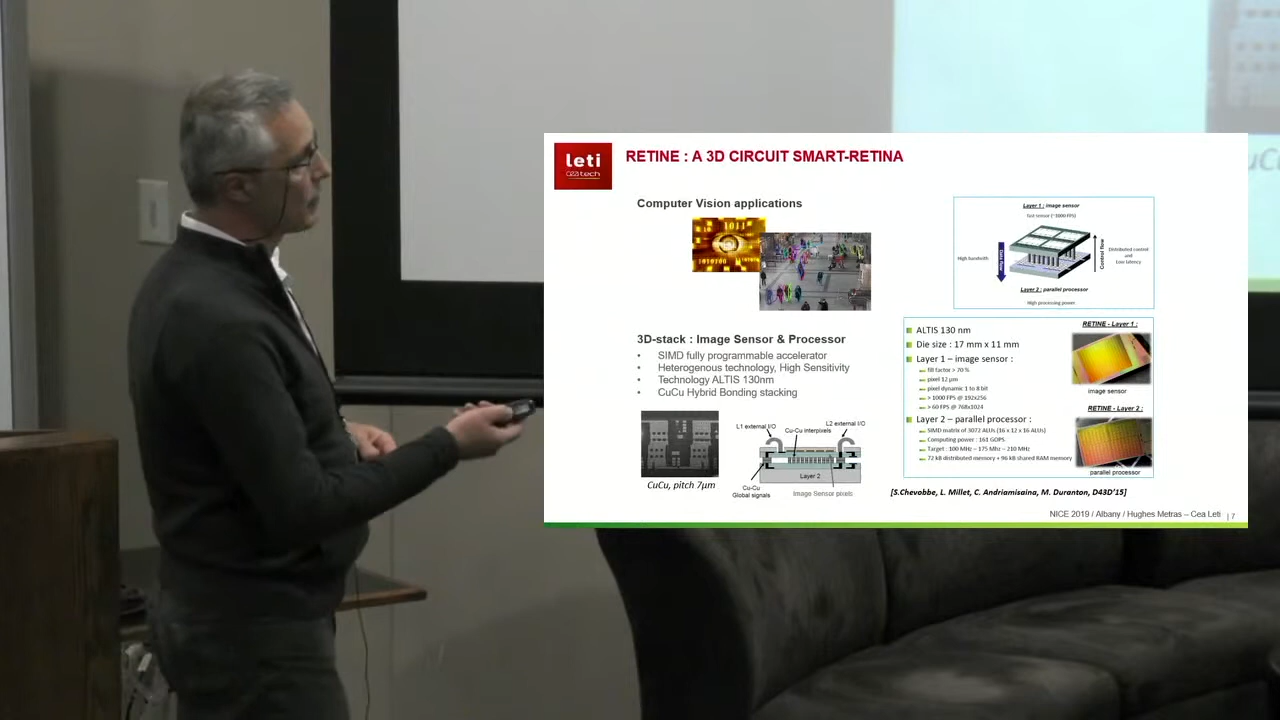 leti
cea tech
RETINE : A 3D CIRCUIT SMART-RETINA
Computer Vision applications
1011
Layer 1 : image sensor
fast sensor (~1000 FPS)
High bandwith
Control flow
Distributed control
and
Low latency
Layer 2 : parallel processor
High processing power
3D-stack : Image Sensor & Processor
• SIMD fully programmable accelerator
• Heterogenous technology, High Sensitivity
• Technology ALTIS 130nm
• CuCu Hybrid Bonding stacking
CuCu, pitch 7µm
L1 external I/O
L2 external I/O
Cu-Cu interpixels
Layer 2
Cu-Cu
Global signals
Image Sensor pixels
ALTIS 130 nm
Die size : 17 mm x 11 mm
Layer 1 – image sensor :
fill factor > 70 %
pixel 12 µm
pixel dynamic 1 to 8 bit
> 1000 FPS @ 192x256
> 60 FPS @ 768x1024
Layer 2 – parallel processor :
SIMD matrix of 3072 ALUs (16 x 12 x 16 ALUs)
Computing power : 161 GOPS
Target : 100 MHz – 175 Mhz – 210 MHz
72 kB distributed memory + 96 kB shared RAM memory
RETINE - Layer 1 :
image sensor
RETINE - Layer 2 :
parallel processor
[S.Chevobbe, L. Millet, C. Andriamisaina, M. Duranton, D43D'15]
NICE 2019 / Albany / Hughes Metras – Cea Leti | 7